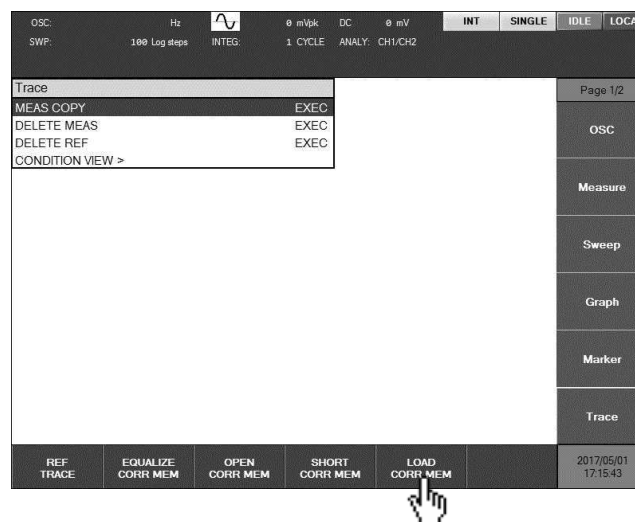 OSC: Hz 0 mVpk DC 0 mV INT SINGLE IDLE LOCA
SWP: 100 Log steps INTEG: 1 CYCLE ANALY: CH1/CH2
Trace
MEAS COPY EXEC
DELETE MEAS EXEC
DELETE REF EXEC
CONDITION VIEW >
Page 1/2
OSC
Measure
Sweep
Graph
Marker
Trace
REF TRACE
EQUALIZE CORR MEM
OPEN CORR MEM
SHORT CORR MEM
LOAD CORR MEM
2017/05/01
17:15:43